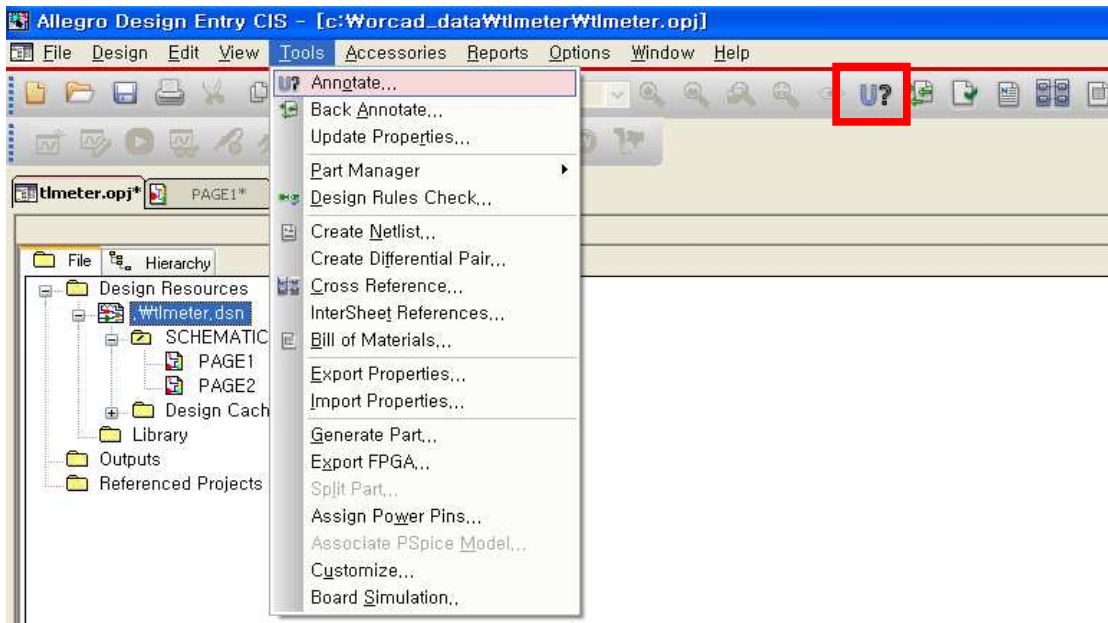 Allegro Design Entry CIS - [c:₩orcad_data₩tlmeter₩tlmeter.opj]
File Design Edit View Tools Accessories Reports Options Window Help
U?
U? Annotate...
Back Annotate...
Update Properties...
Part Manager
Design Rules Check...
Create Netlist...
Create Differential Pair...
Cross Reference...
InterSheet References...
Bill of Materials...
Export Properties...
Import Properties...
Generate Part...
Export FPGA...
Split Part...
Assign Power Pins...
Associate PSpice Model...
Customize...
Board Simulation..
tlmeter.opj* PAGE1*
File Hierarchy
Design Resources
.₩tlmeter.dsn
SCHEMATIC
PAGE1
PAGE2
Design Cach
Library
Outputs
Referenced Projects